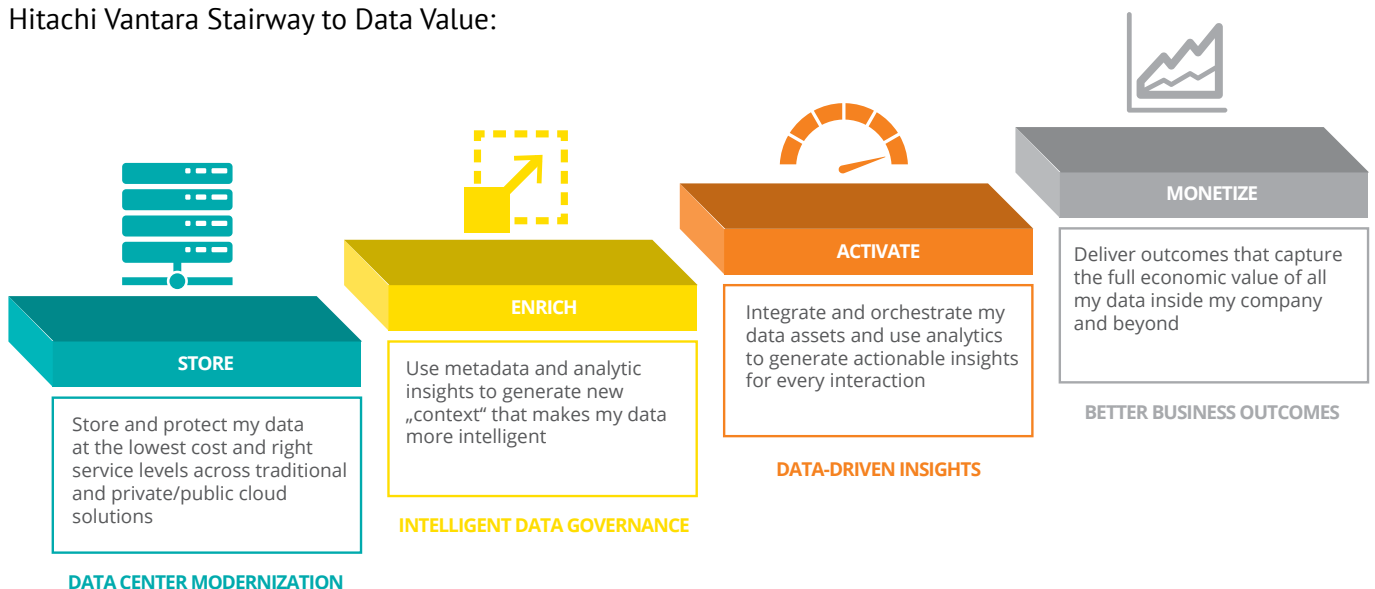 Hitachi Vantara Stairway to Data Value:
STORE
Store and protect my data
at the lowest cost and right
service levels across traditional
and private/public cloud
solutions
DATA CENTER MODERNIZATION
ENRICH
Use metadata and analytic
insights to generate new
„context“ that makes my data
more intelligent
INTELLIGENT DATA GOVERNANCE
ACTIVATE
Integrate and orchestrate my
data assets and use analytics
to generate actionable insights
for every interaction
DATA-DRIVEN INSIGHTS
MONETIZE
Deliver outcomes that capture
the full economic value of all
my data inside my company
and beyond
BETTER BUSINESS OUTCOMES